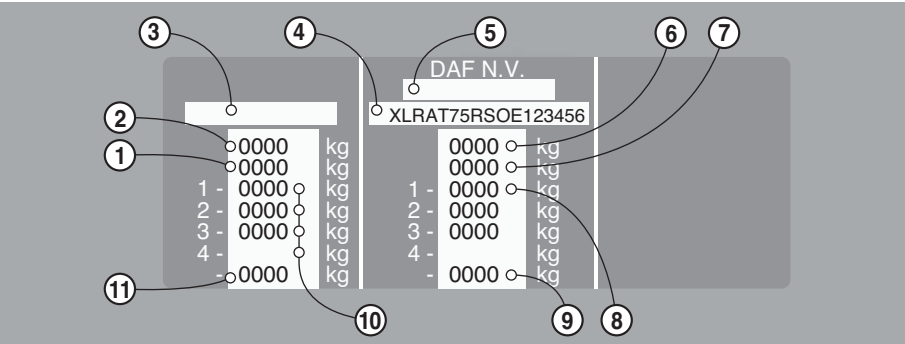 3 4 5 6 7
DAF N.V.
XLRAT75RSOE123456
2 0000 kg 0000 kg
1 0000 kg 0000 kg
1 - 0000 kg 1 - 0000 kg
2 - 0000 kg 2 - 0000 kg
3 - 0000 kg 3 - 0000 kg
4 - kg 4 - kg
- 0000 kg - 0000 kg
11 10 9 8